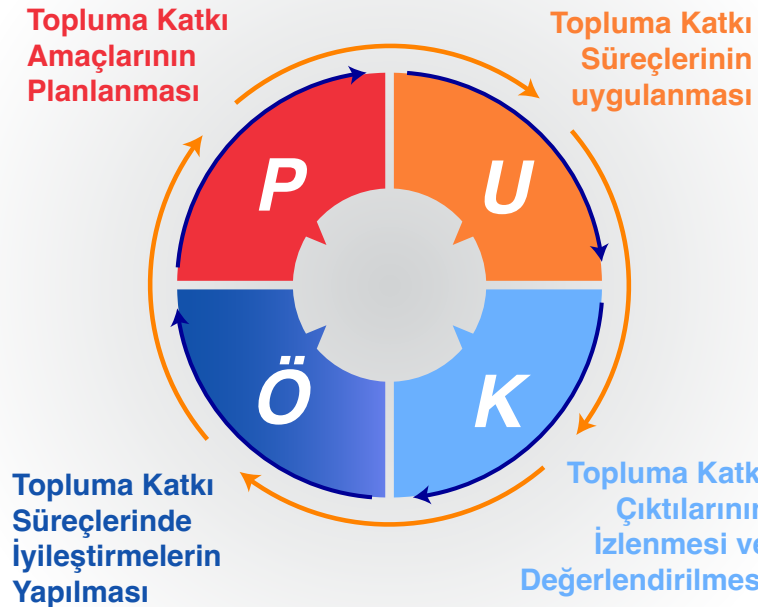 Topluma Katkı
Amaçlarının
Planlanması
Topluma Katkı
Süreçlerinin
uygulanması
P
U
Ö
K
Topluma Katkı
Süreçlerinde
İyileştirmelerin
Yapılması
Topluma Katk
Çıktılarının
İzlenmesi ve
Değerlendirilmes